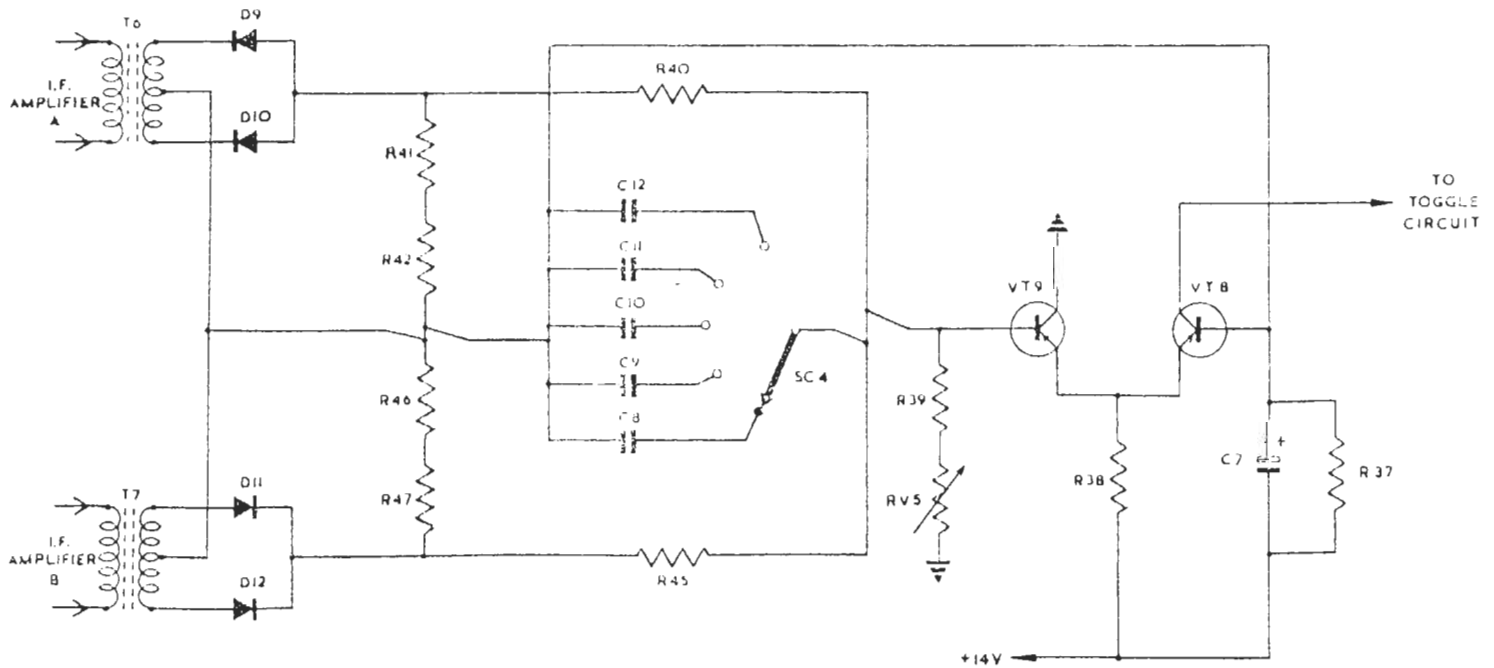 T6
D9
I.F.
AMPLIFIER
A
D10
R40
R41
R42
C12
C11
C10
C9
C8
SC4
R46
R47
T7
D11
I.F.
AMPLIFIER
B
D12
R45
VT9
VT8
TO
TOGGLE
CIRCUIT
R39
RV5
R38
C7
+
R37
+14V